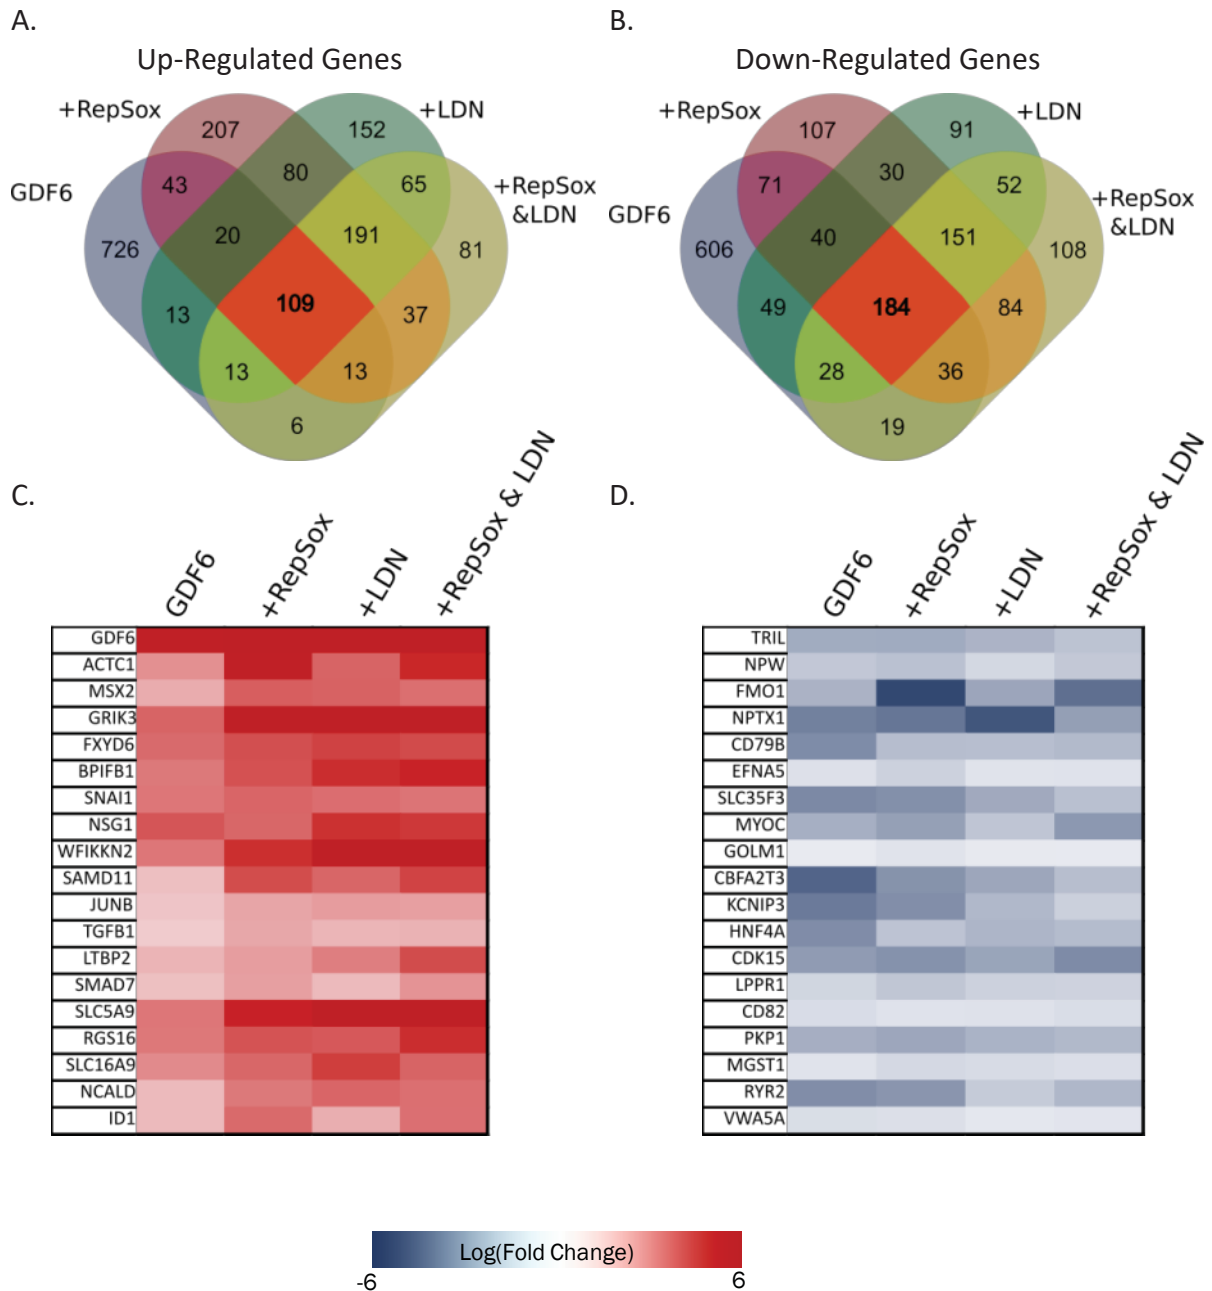 A.
B.
Up-Regulated Genes
Down-Regulated Genes
+RepSox
+LDN
GDF6
+RepSox
&LDN
207
152
43
80
65
726
20
191
81
13
109
37
13
13
6
+RepSox
+LDN
GDF6
+RepSox
&LDN
107
91
71
30
52
606
40
151
108
49
184
84
28
36
19
C.
D.
GDF6
+RepSox
+LDN
+RepSox & LDN
GDF6
ACTC1
MSX2
GRIK3
FXYD6
BPIFB1
SNAI1
NSG1
WFIKKN2
SAMD11
JUNB
TGFB1
LTBP2
SMAD7
SLC5A9
RGS16
SLC16A9
NCALD
ID1
GDF6
+RepSox
+LDN
+RepSox & LDN
TRIL
NPW
FMO1
NPTX1
CD79B
EFNA5
SLC35F3
MYOC
GOLM1
CBFA2T3
KCNIP3
HNF4A
CDK15
LPPR1
CD82
PKP1
MGST1
RYR2
VWA5A
Log(Fold Change)
-6
6